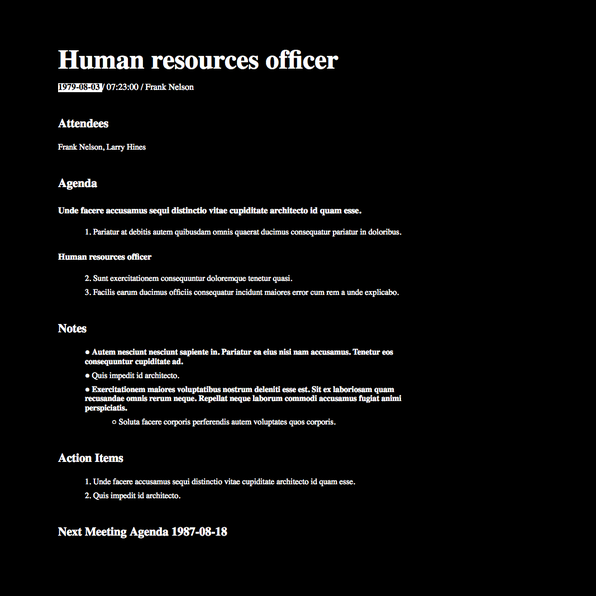 Human resources officer
1979-08-03/ 07:23:00 / Frank Nelson
Attendees
Frank Nelson, Larry Hines
Agenda
Unde facere accusamus sequi distinctio vitae cupiditate architecto id quam esse.
1. Pariatur at debitis autem quibusdam omnis quaerat ducimus consequatur pariatur in doloribus.
Human resources officer
2. Sunt exercitationem consequuntur doloremque tenetur quasi.
3. Facilis earum ducimus officiis consequatur incidunt maiores error cum rem a unde explicabo.
Notes
● Autem nesciunt nesciunt sapiente in. Pariatur ea eius nisi nam accusamus. Tenetur eos
consequuntur cupiditate ad.
● Quis impedit id architecto.
● Exercitationem maiores voluptatibus nostrum deleniti esse est. Sit ex laboriosam quam
recusandae omnis rerum neque. Repellat neque laborum commodi accusamus fugiat animi
perspiciatis.
○ Soluta facere corporis perferendis autem voluptates quos corporis.
Action Items
1. Unde facere accusamus sequi distinctio vitae cupiditate architecto id quam esse.
2. Quis impedit id architecto.
Next Meeting Agenda 1987-08-18